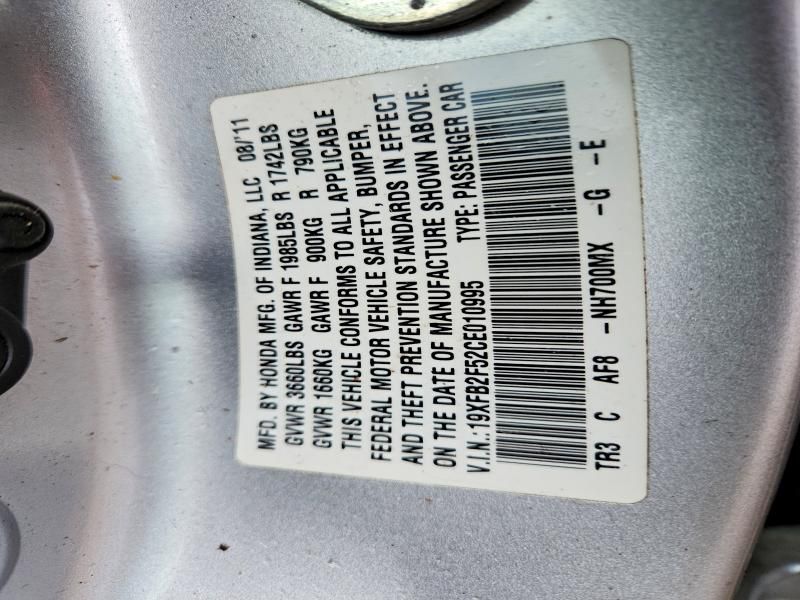 MFD. BY HONDA MFG. OF INDIANA, LLC 08/'11
GVWR 3660LBS GAWR F 1985LBS R 1742LBS
GVWR 1660KG GAWR F 900KG R 790KG
THIS VEHICLE CONFORMS TO ALL APPLICABLE
FEDERAL MOTOR VEHICLE SAFETY, BUMPER,
AND THEFT PREVENTION STANDARDS IN EFFECT
ON THE DATE OF MANUFACTURE SHOWN ABOVE.
V.I.N.: 19XFB2F52CE010995 TYPE: PASSENGER CAR
TR3 C AF8 -NH700MX -G -E